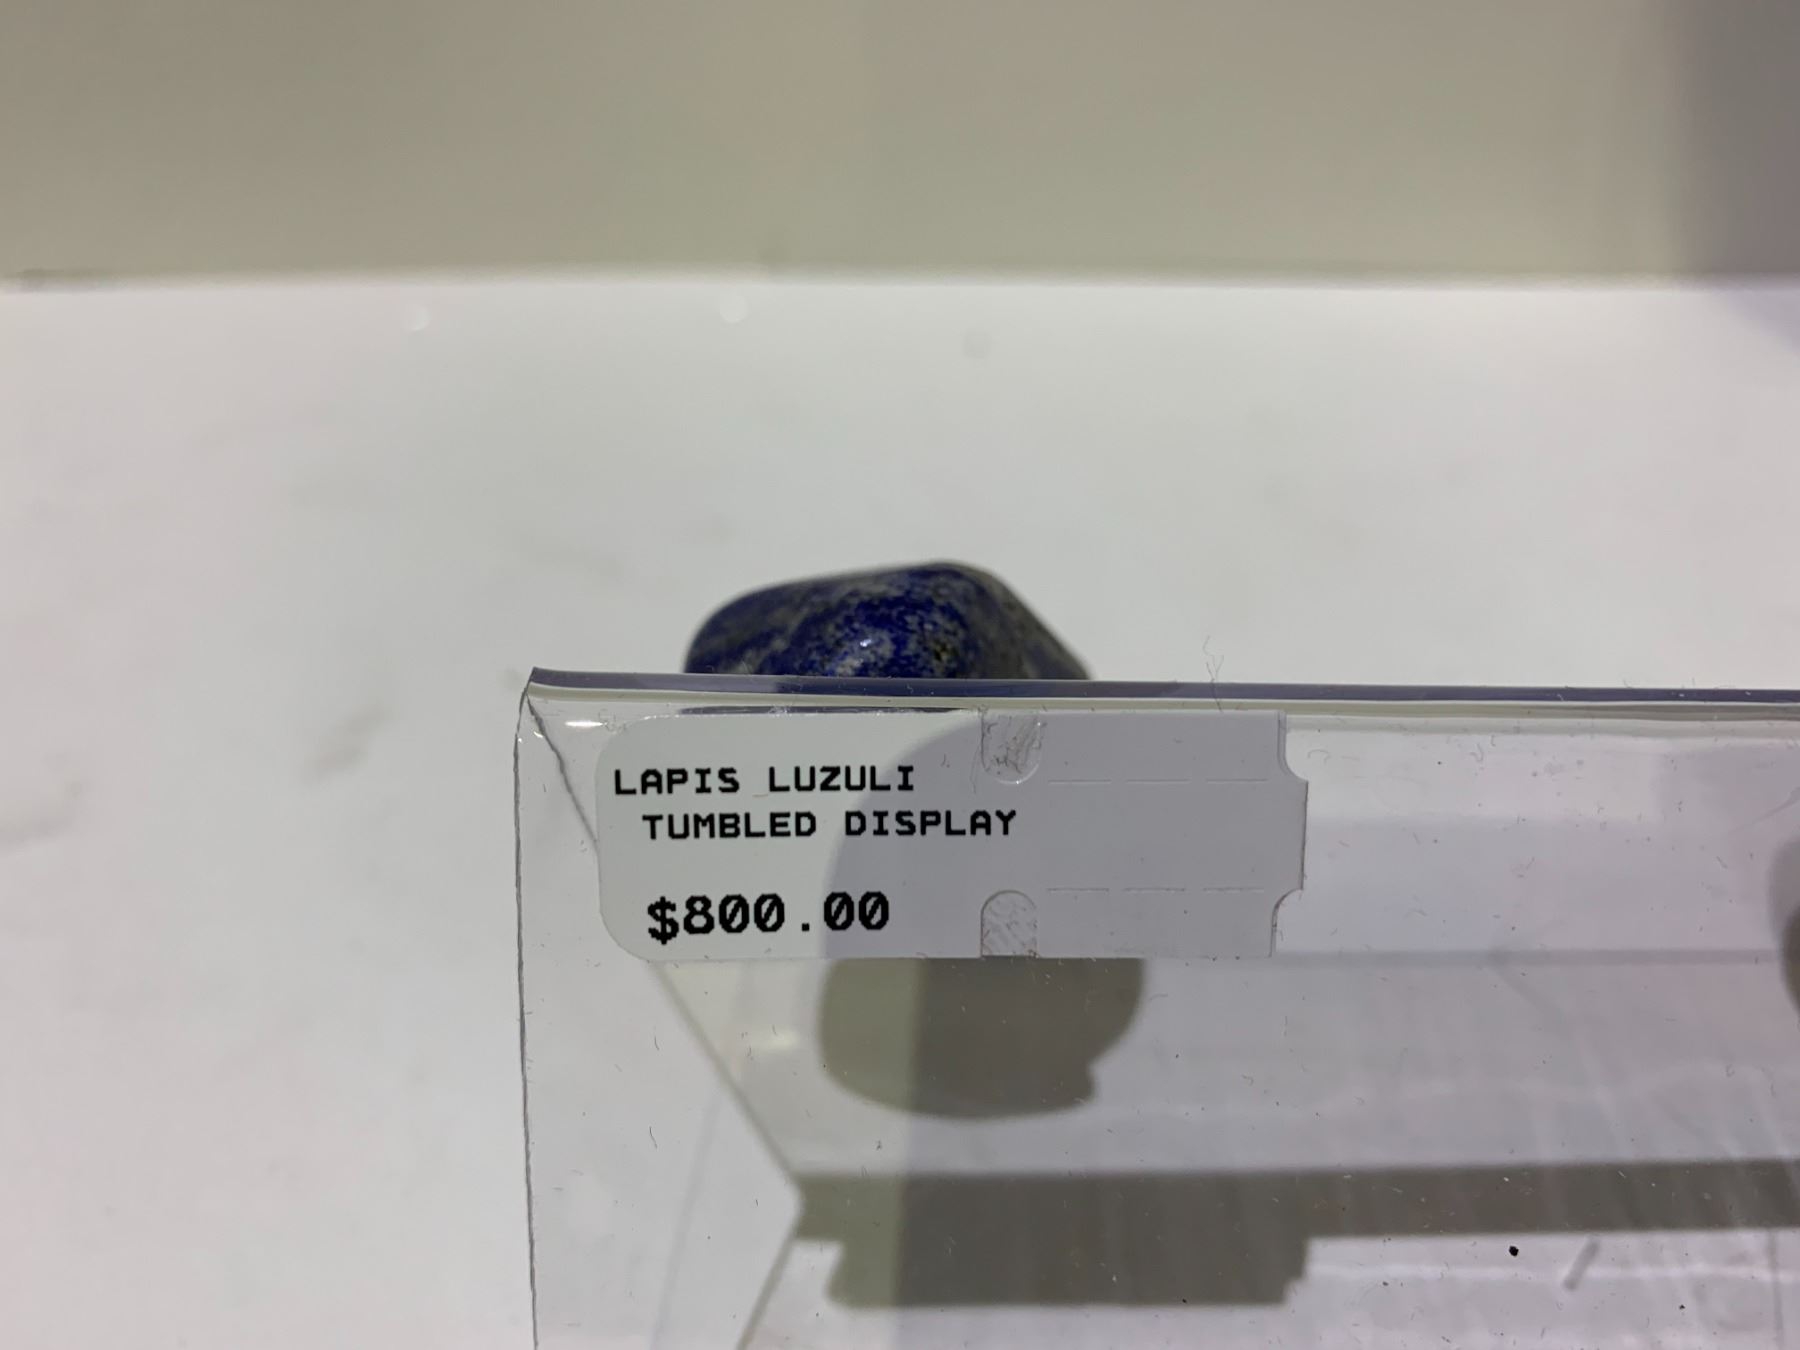 LAPIS LUZULI
TUMBLED DISPLAY
$800.00